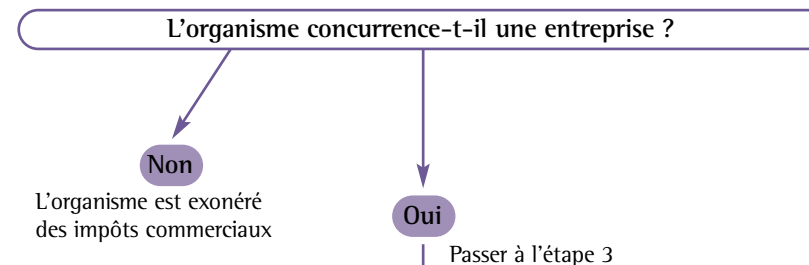 L'organisme concurrence-t-il une entreprise ?
Non
L'organisme est exonéré
des impôts commerciaux
Oui
Passer à l'étape 3